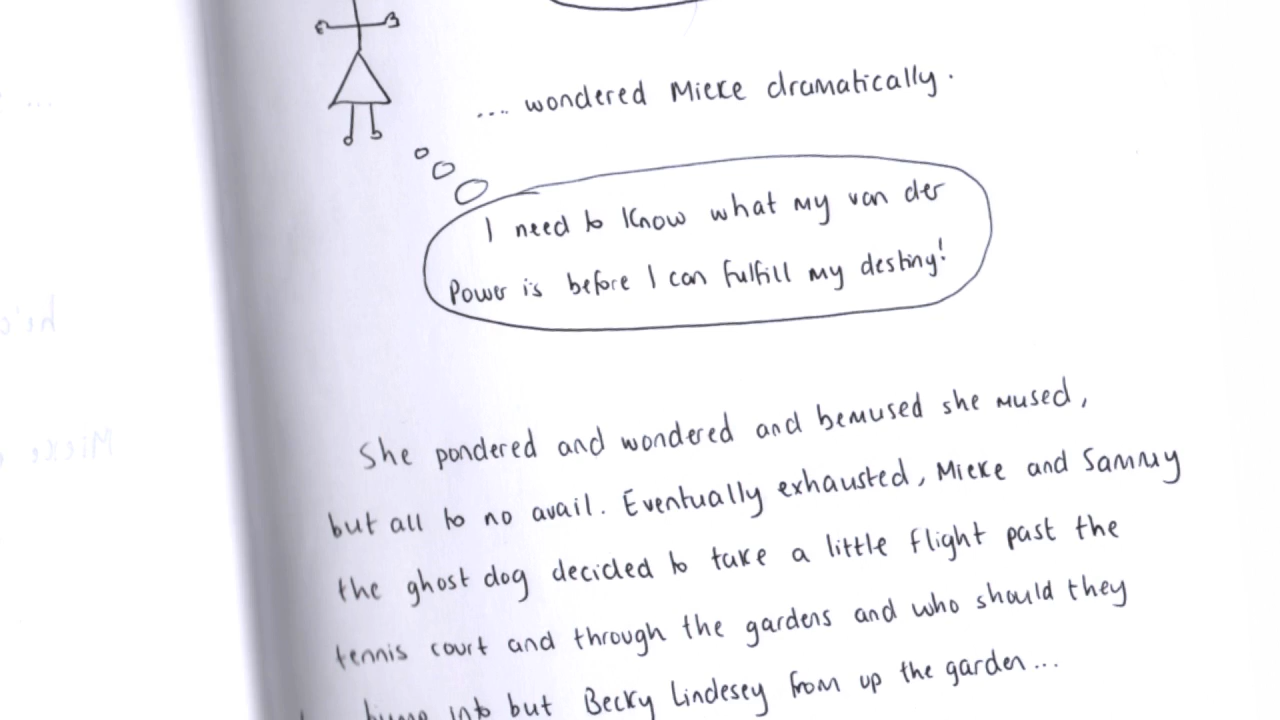 .... wondered Mieke dramatically.
I need to know what my van der
Power is before I can fulfill my destiny!
She pondered and wondered and bemused she mused,
but all to no avail. Eventually exhausted, Mieke and Sammy
the ghost dog decided to take a little flight past the
tennis court and through the gardens and who should they
bump into but Becky Lindesey from up the garden...